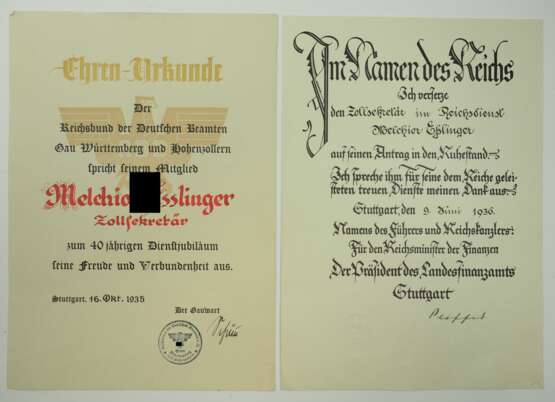 Ehren-Urkunde
Der
Reichsbund der Deutschen Beamten
Gau Württemberg und Hohenzollern
spricht seinem Mitglied
Melchio sslinger
Zollsekretär
zum 40 jährigen Dienstjubiläum
seine Freude und Verbundenheit aus.
Stuttgart, 16. Okt. 1935
Der Gauwart
Im Namen des Reichs
Ich versetze
den Zollsekretär im Reichsdienst
Melchior Eßlinger
auf seinen Antrag in den Ruhestand.
Ich spreche ihm für seine dem Reiche gelei-
steten treuen Dienste meinen Dank aus.
Stuttgart, den 9. Juni 1936.
Namens des Führers und Reichskanzlers:
Für den Reichsminister der Finanzen
Der Präsident des Landesfinanzamts
Stuttgart